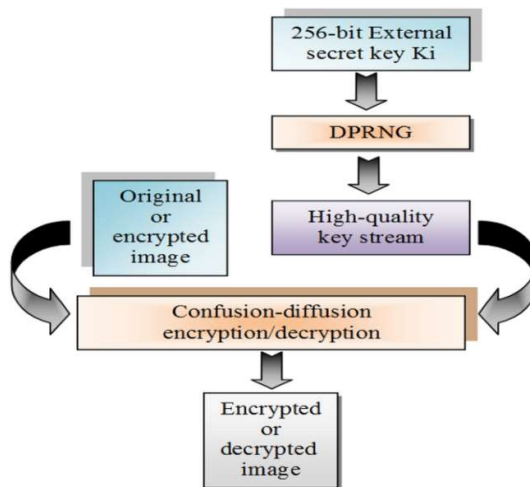 256-bit External
secret key Ki
DPRNG
Original
or
encrypted
image
High-quality
key stream
Confusion-diffusion
encryption/decryption
Encrypted
or
decrypted
image